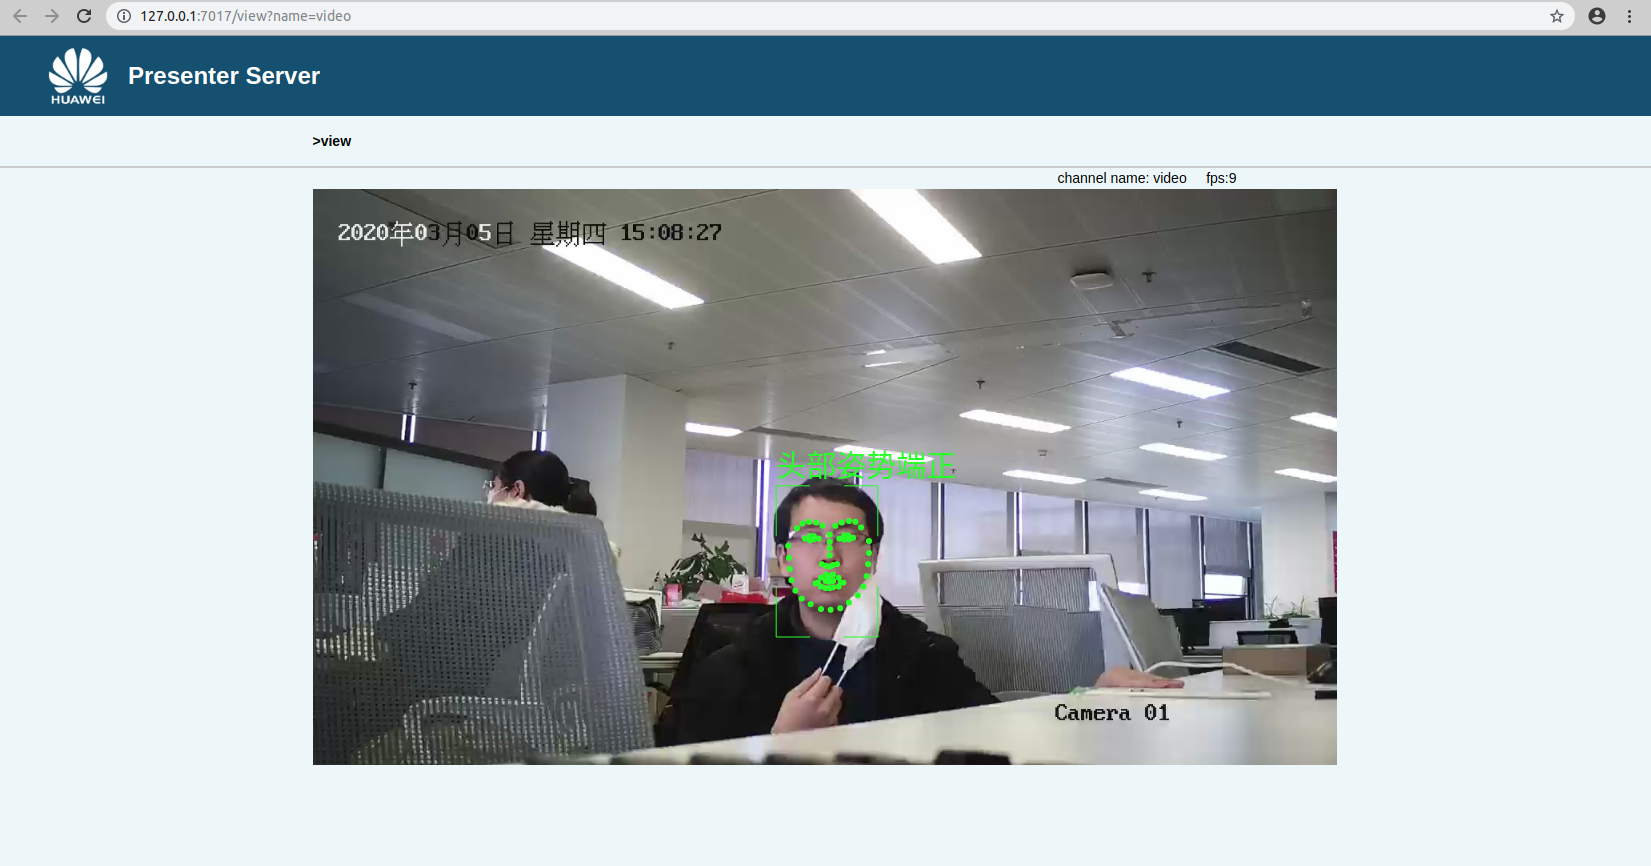 127.0.0.1:7017/view?name=video
HUAWEI
Presenter Server
>view
channel name: video fps:9
2020年03月05日 星期四 15:08:27
头部姿势端正
Camera 01